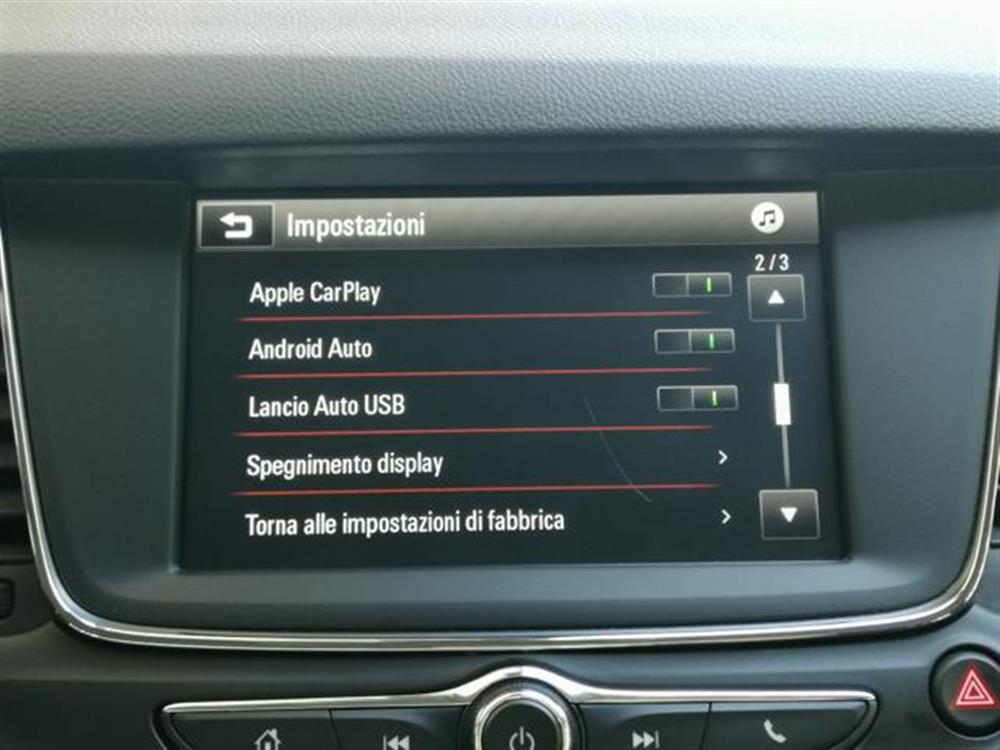 Impostazioni
2/3
Apple CarPlay
Android Auto
Lancio Auto USB
Spegnimento display
Torna alle impostazioni di fabbrica